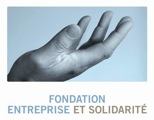 FONDATION
ENTREPRISE ET SOLIDARITÉ